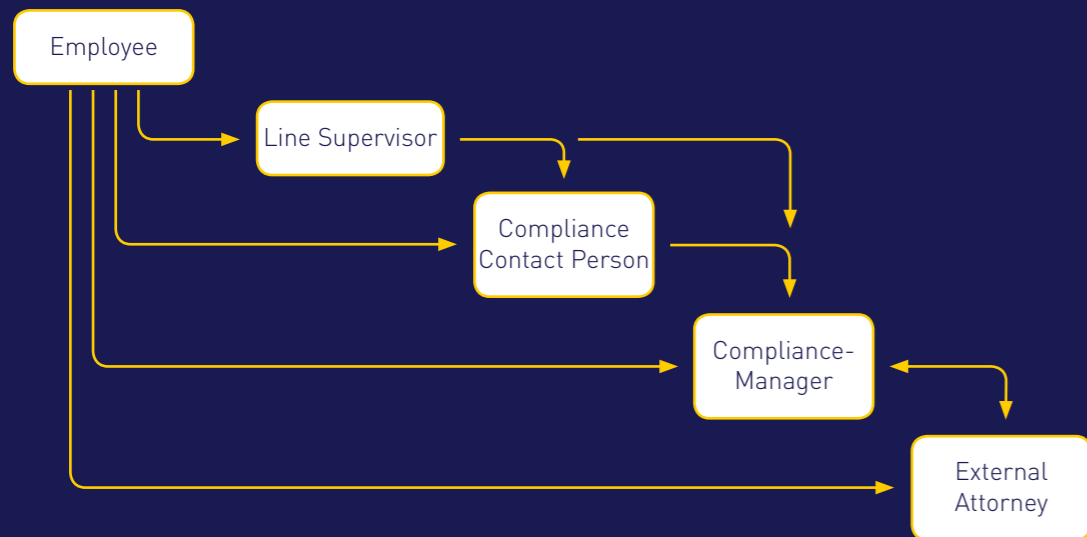 Employee
Line Supervisor
Compliance
Contact Person
Compliance-
Manager
External
Attorney